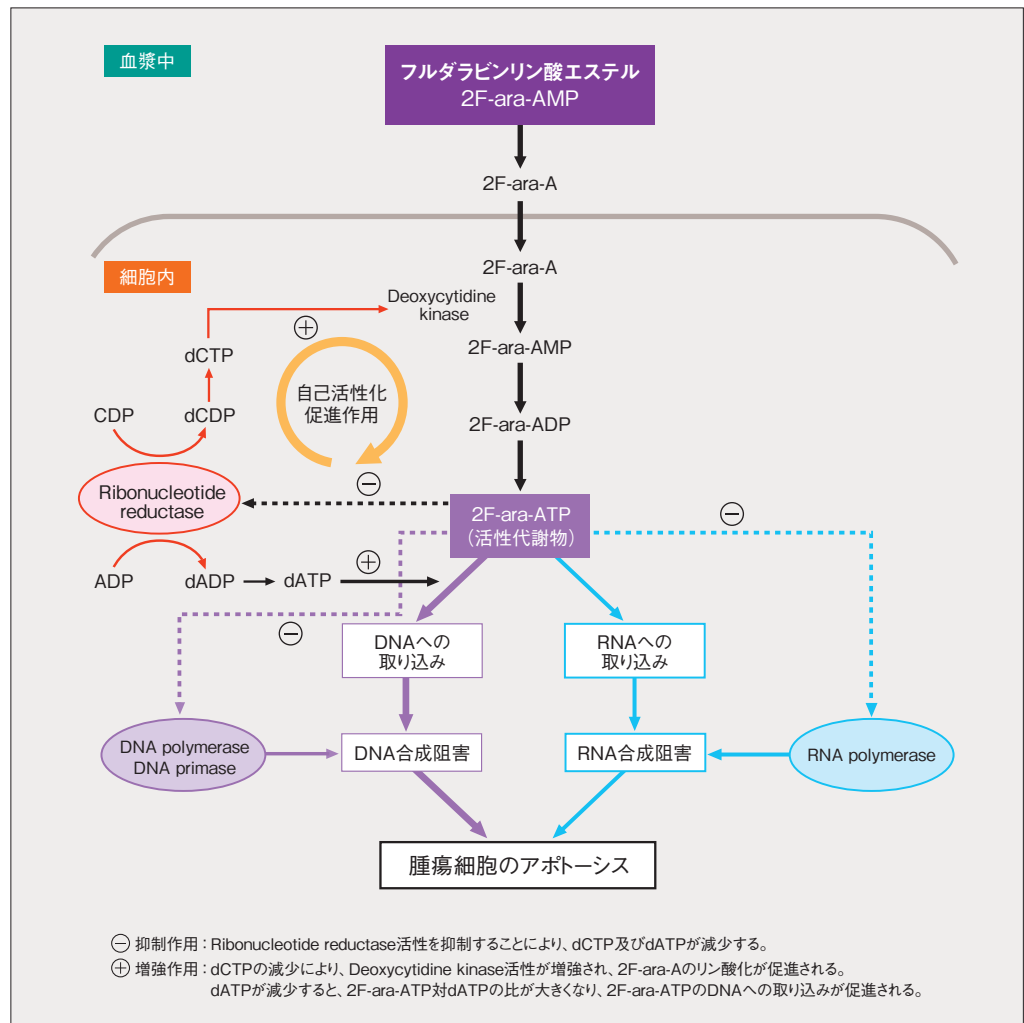 血漿中
フルダラビンリン酸エステル
2F-ara-AMP
2F-ara-A
2F-ara-A
細胞内
Deoxycytidine
kinase
⊕
dCTP
2F-ara-AMP
自己活性化
促進作用
CDP
dCDP
2F-ara-ADP
⊖
Ribonucleotide
reductase
2F-ara-ATP
（活性代謝物）
⊖
ADP
dADP
dATP
⊕
⊖
DNAへの
取り込み
RNAへの
取り込み
DNA polymerase
DNA primase
DNA合成阻害
RNA合成阻害
RNA polymerase
腫瘍細胞のアポトーシス
⊖ 抑制作用：Ribonucleotide reductase活性を抑制することにより、dCTP及びdATPが減少する。
⊕ 増強作用：dCTPの減少により、Deoxycytidine kinase活性が増強され、2F-ara-Aのリン酸化が促進される。
dATPが減少すると、2F-ara-ATP対dATPの比が大きくなり、2F-ara-ATPのDNAへの取り込みが促進される。